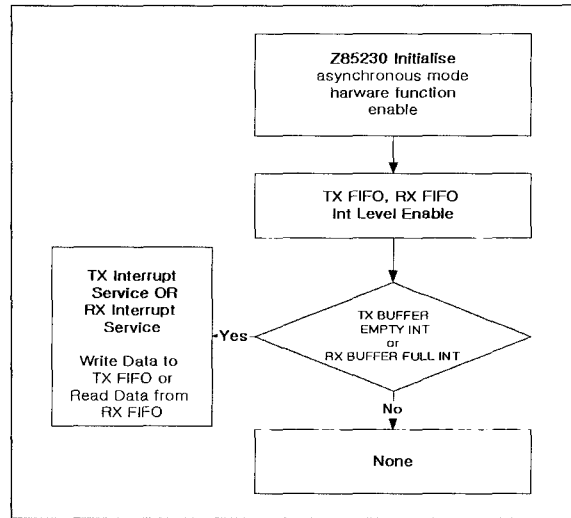 Z85230 Initialise
asynchronous mode
harware function
enable
TX FIFO, RX FIFO
Int Level Enable
TX BUFFER
EMPTY INT
or
RX BUFFER FULL INT
Yes
TX Interrupt
Service OR
RX Interrupt
Service
Write Data to
TX FIFO or
Read Data from
RX FIFO
No
None